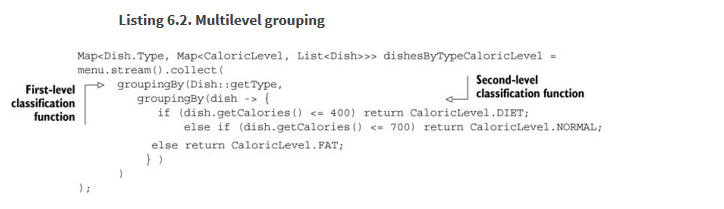 Listing 6.2. Multilevel grouping
Map<Dish.Type, Map<CaloricLevel, List<Dish>>> dishesByTypeCaloricLevel =
menu.stream().collect(
groupingBy(Dish::getType,
groupingBy(dish -> {
if (dish.getCalories() <= 400) return CaloricLevel.DIET;
else if (dish.getCalories() <= 700) return CaloricLevel.NORMAL;
else return CaloricLevel.FAT;
} )
)
);
First-level
classification
function
Second-level
classification function